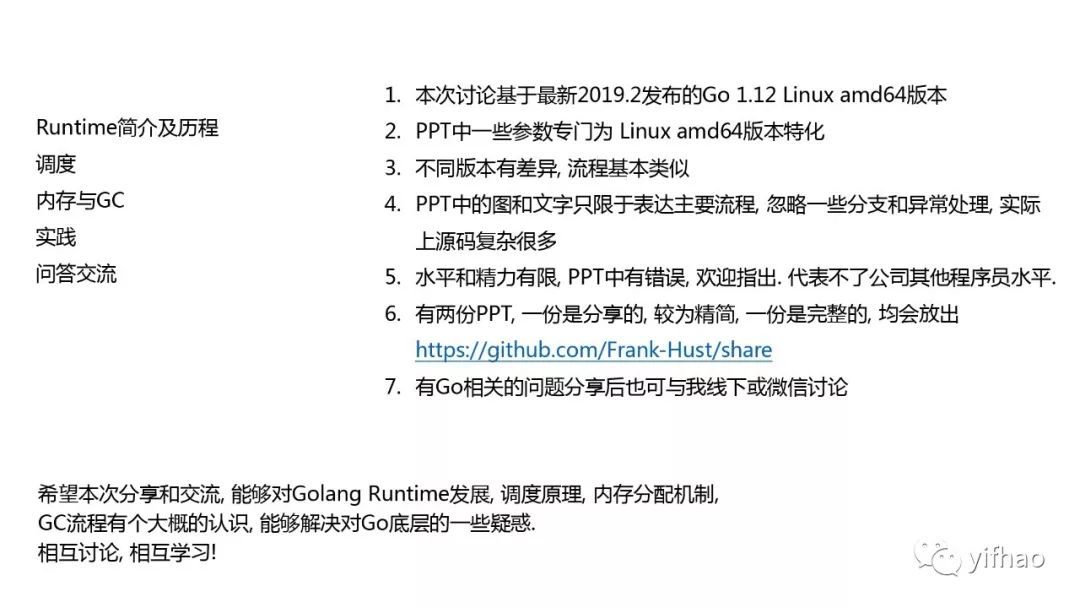 Runtime简介及历程
调度
内存与GC
实践
问答交流
1. 本次讨论基于最新2019.2发布的Go 1.12 Linux amd64版本
2. PPT中一些参数专门为 Linux amd64版本特化
3. 不同版本有差异, 流程基本类似
4. PPT中的图和文字只限于表达主要流程, 忽略一些分支和异常处理, 实际
上源码复杂很多
5. 水平和精力有限, PPT中有错误, 欢迎指出. 代表不了公司其他程序员水平.
6. 有两份PPT, 一份是分享的, 较为精简, 一份是完整的, 均会放出
https://github.com/Frank-Hust/share
7. 有Go相关的问题分享后也可与我线下或微信讨论
希望本次分享和交流, 能够对Golang Runtime发展, 调度原理, 内存分配机制,
GC流程有个大概的认识, 能够解决对Go底层的一些疑惑.
相互讨论, 相互学习!
yifhao